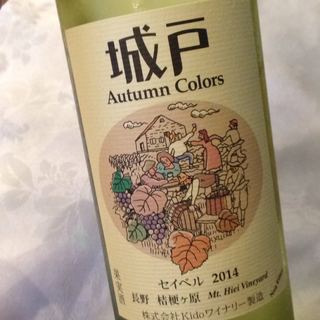 城戸
Autumn Colors
果実酒
セイベル 2014
長野 桔梗ヶ原 Mt. Hiei Vineyard
株式会社Kidoワイナリー製造